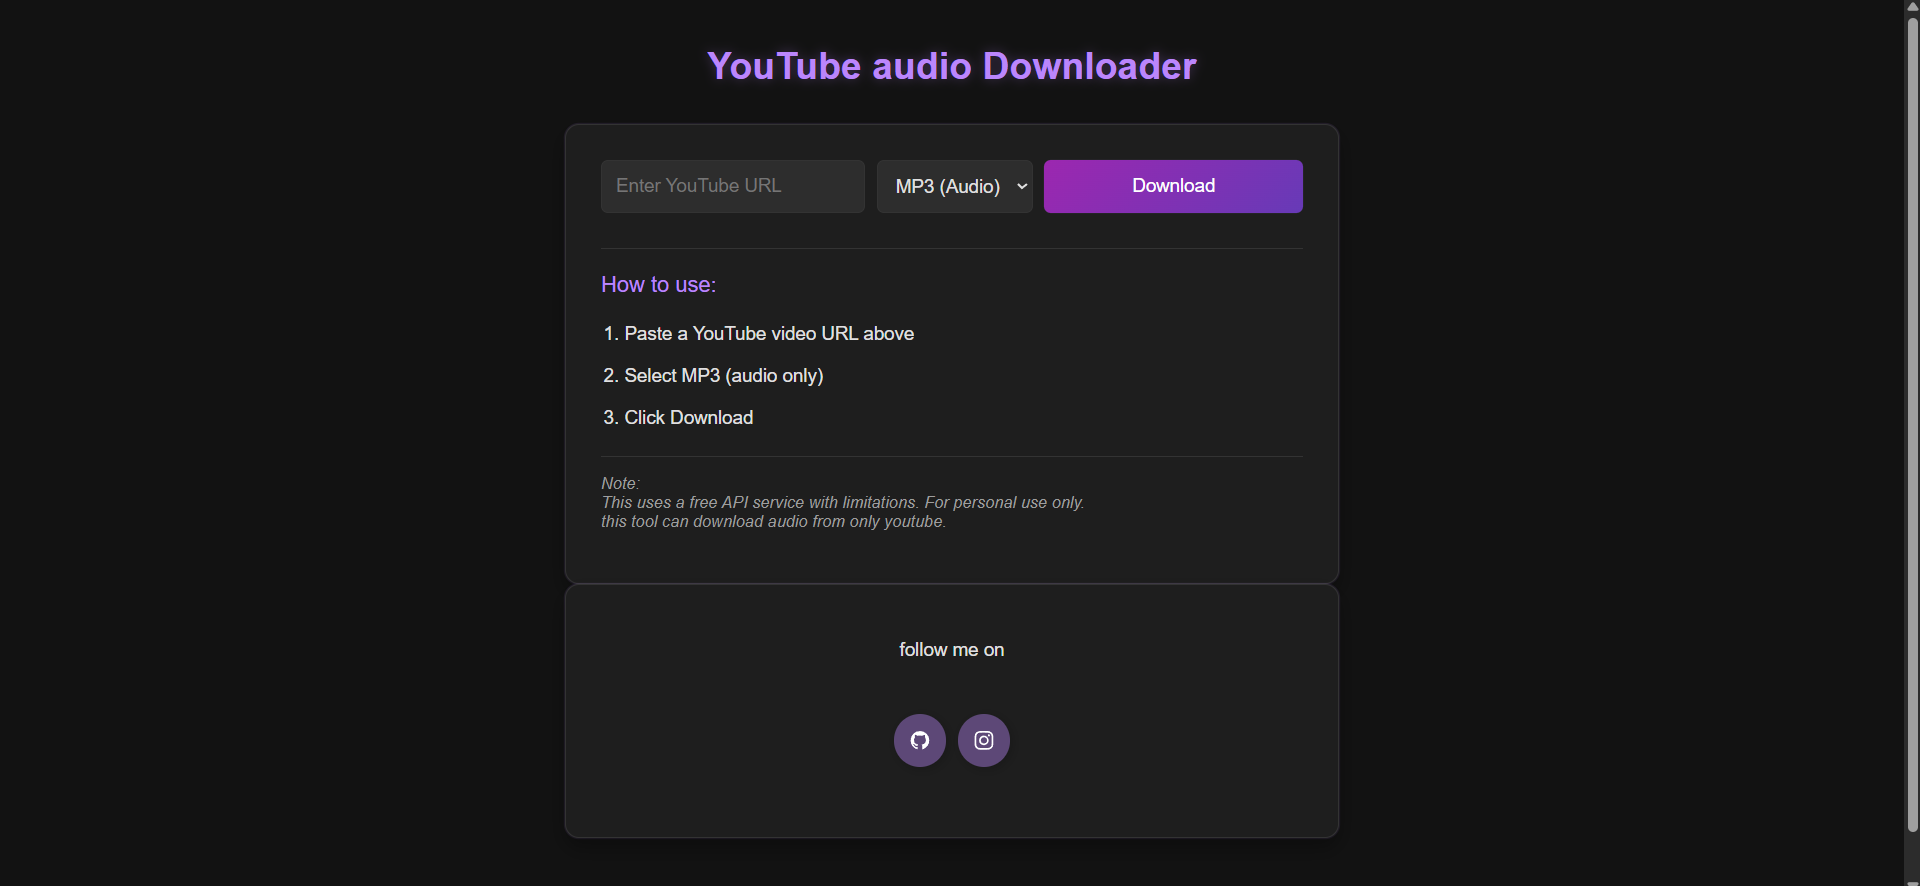 YouTube audio Downloader
Enter YouTube URL
MP3 (Audio)
Download
How to use:
1. Paste a YouTube video URL above
2. Select MP3 (audio only)
3. Click Download
Note:
This uses a free API service with limitations. For personal use only.
this tool can download audio from only youtube.
follow me on